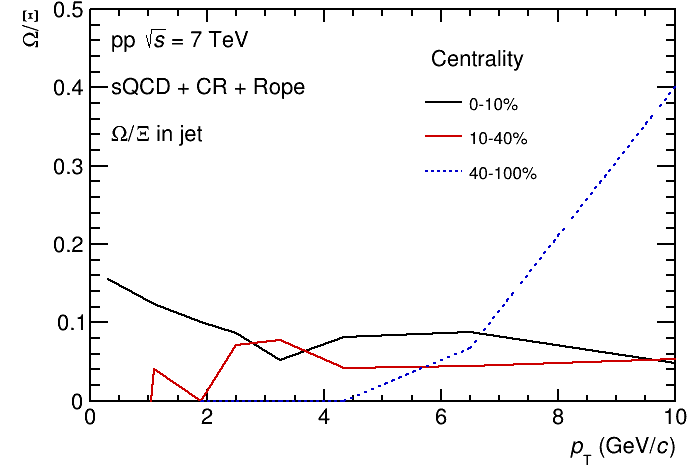 Ω/Ξ
0.5
0.4
0.3
0.2
0.1
0
pp √s = 7 TeV
sQCD + CR + Rope
Ω/Ξ in jet
Centrality
0-10%
10-40%
40-100%
0 2 4 6 8 10
p_T (GeV/c)